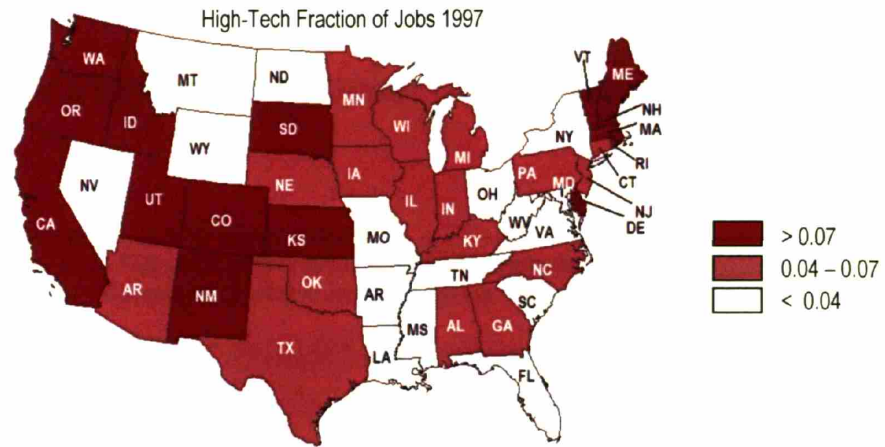 High-Tech Fraction of Jobs 1997
WA
MT
ND
VT
ME
OR
ID
MN
NH
SD
WI
MA
WY
NY
MI
RI
NV
NE
IA
PA
CT
UT
CO
IL
IN
OH
MD
NJ
CA
KS
MO
WV
VA
DE
KY
AR
NM
OK
AR
TN
NC
SC
MS
AL
GA
TX
LA
FL
> 0.07
0.04 – 0.07
< 0.04